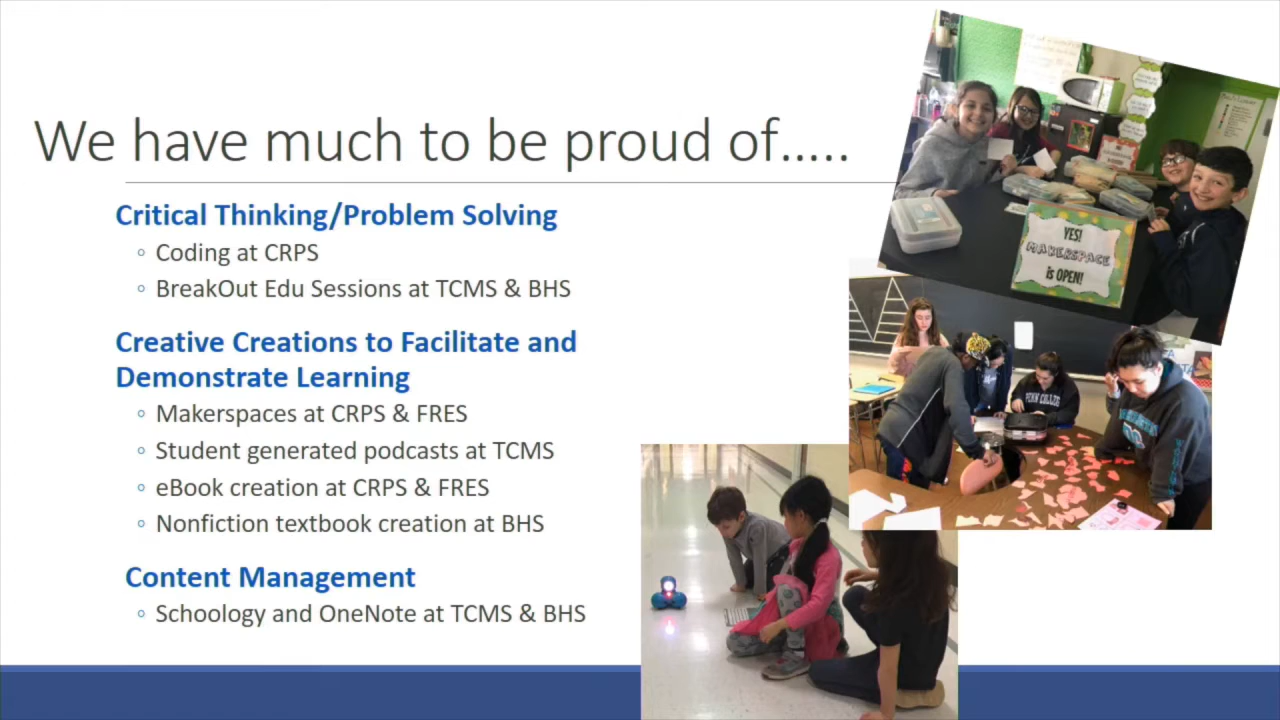 We have much to be proud of.....
Critical Thinking/Problem Solving
◦ Coding at CRPS
◦ BreakOut Edu Sessions at TCMS & BHS
Creative Creations to Facilitate and
Demonstrate Learning
◦ Makerspaces at CRPS & FRES
◦ Student generated podcasts at TCMS
◦ eBook creation at CRPS & FRES
◦ Nonfiction textbook creation at BHS
Content Management
◦ Schoology and OneNote at TCMS & BHS
YES!
MAKERSPACE
is OPEN!
PENN COLLEGE